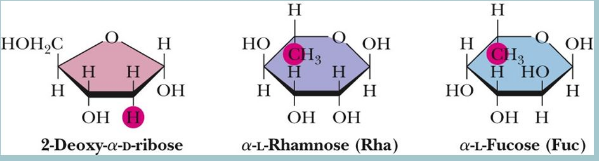 H H
HOH₂C O H HO O OH H O OH
CH₃ CH₃
H H H H H HO
H OH H H HO H
OH H OH OH OH H
2-Deoxy-α-D-ribose α-L-Rhamnose (Rha) α-L-Fucose (Fuc)